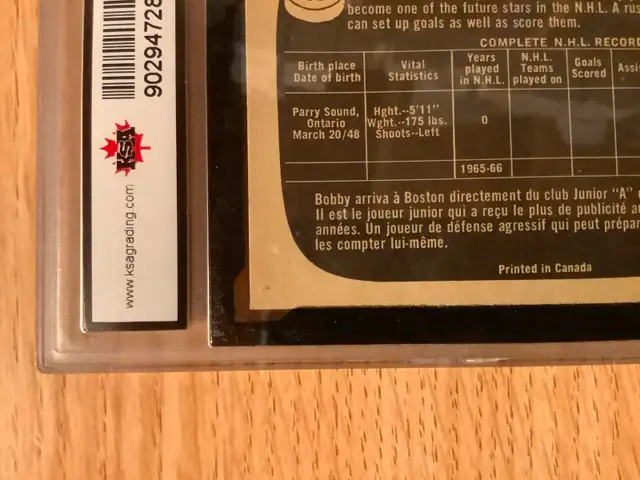 90294728
KSA
www.ksagrading.com
become one of the future stars in the N.H.L. A
can set up goals as well as score them.
COMPLETE N.H.L. RECORD
Birth place
Date of birth
Vital
Statistics
Years
played
in N.H.L.
N.H.L.
Teams
played on
Goals
Scored
Parry Sound,
Ontario
March 20/48
Hght.--5'11"
Wght.--175 lbs.
Shoots--Left
0
1965-66
Bobby arriva à Boston directement du club Junior "A"
Il est le joueur junior qui a reçu le plus de publicité
années. Un joueur de défense agressif qui peut
les compter lui-même.
Printed in Canada